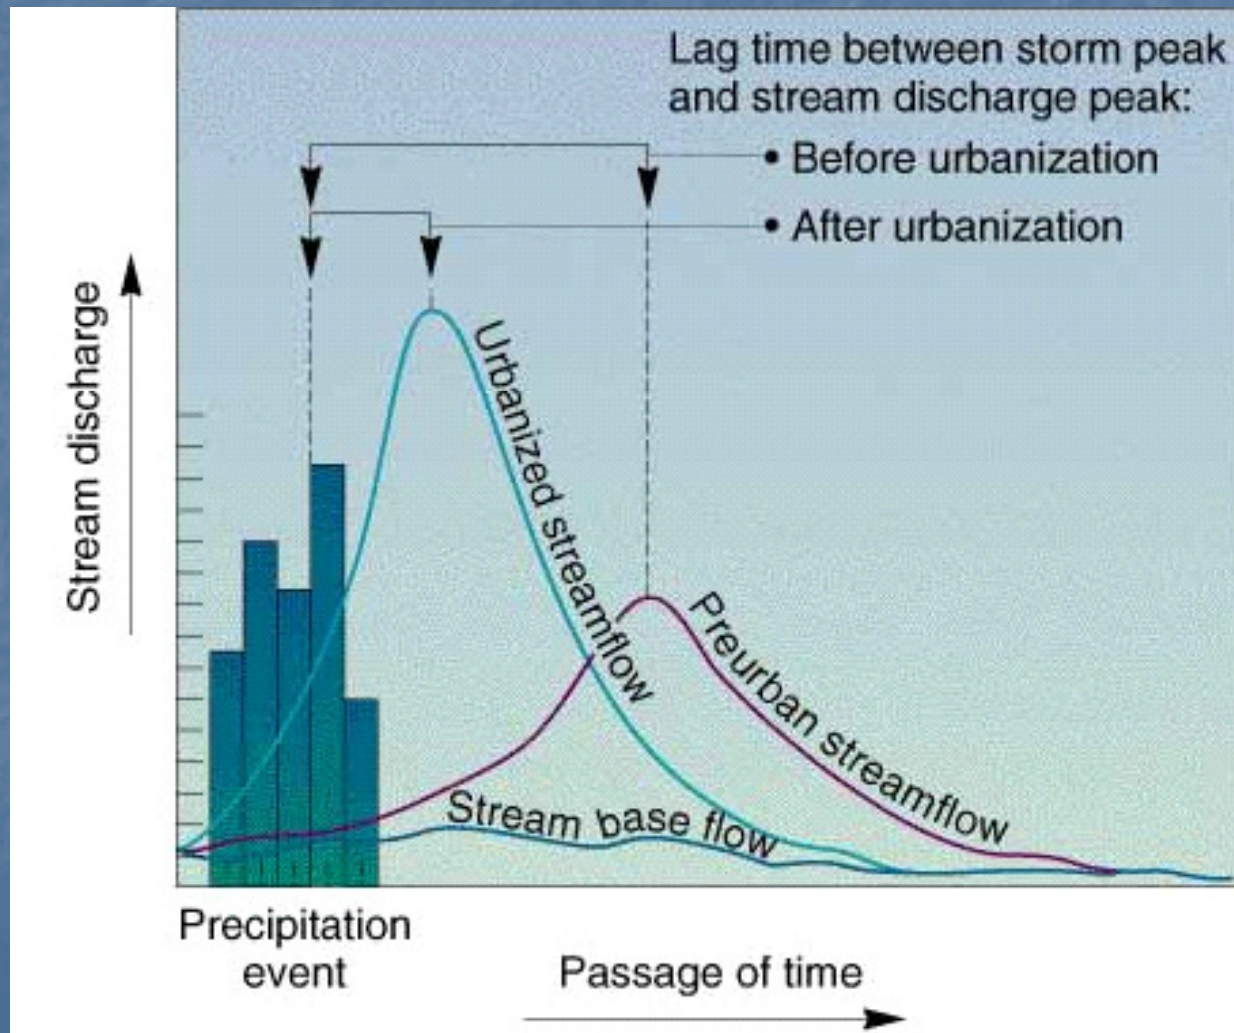 Lag time between storm peak
and stream discharge peak:
• Before urbanization
• After urbanization
Stream discharge
Urbanized streamflow
Preurban streamflow
Stream base flow
Precipitation
event
Passage of time